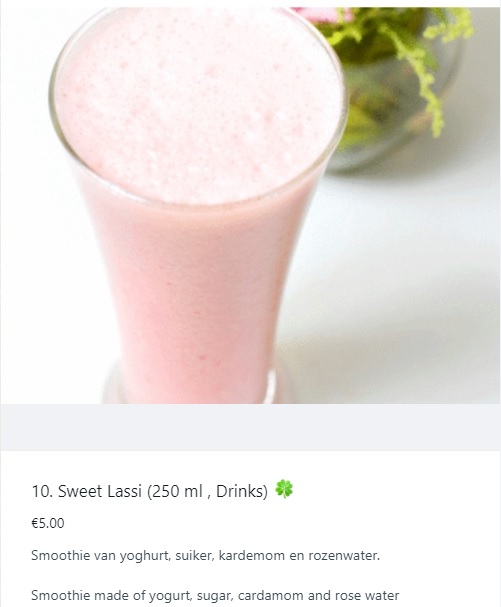 10. Sweet Lassi (250 ml , Drinks) 🍀
€5.00
Smoothie van yoghurt, suiker, kardemom en rozenwater.
Smoothie made of yogurt, sugar, cardamom and rose water